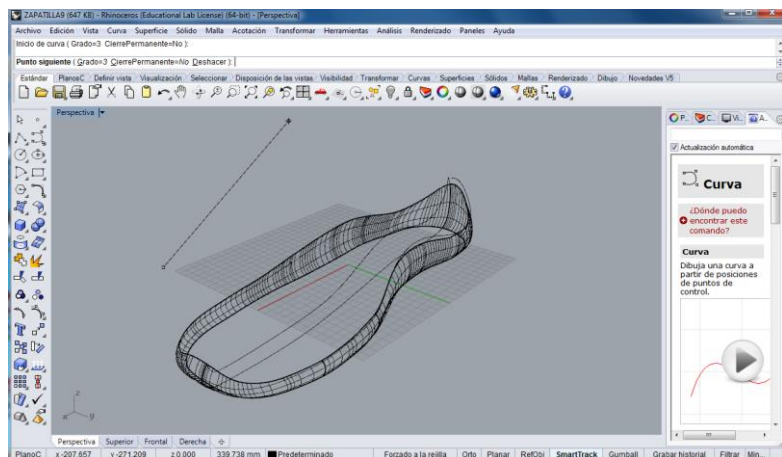 ZAPATILLA9 (647 KB) - Rhinoceros (Educational Lab License) (64-bit) - [Perspectiva]
Archivo Edición Vista Curva Superficie Sólido Malla Acotación Transformar Herramientas Análisis Renderizado Paneles Ayuda
Inicio de curva ( Grado=3 CierrePermanente=No ):
Punto siguiente ( Grado=3 CierrePermanente=No Deshacer ):
Estándar PlanosC Definir vista Visualización Seleccionar Disposición de las vistas Visibilidad Transformar Curvas Superficies Sólidos Mallas Renderizado Dibujo Novedades V5
Perspectiva
P... C... Vi... A...
Actualización automática
Curva
¿Dónde puedo
encontrar este
comando?
Curva
Dibuja una curva a
partir de posiciones
de puntos de
control.
z
x y
Perspectiva Superior Frontal Derecha
PlanoC x -207.657 y -271.209 z 0.000 339.738 mm Predeterminado Forzado a la rejilla Orto Planar RefObj SmartTrack Gumball Grabar historial Filtrar Min...